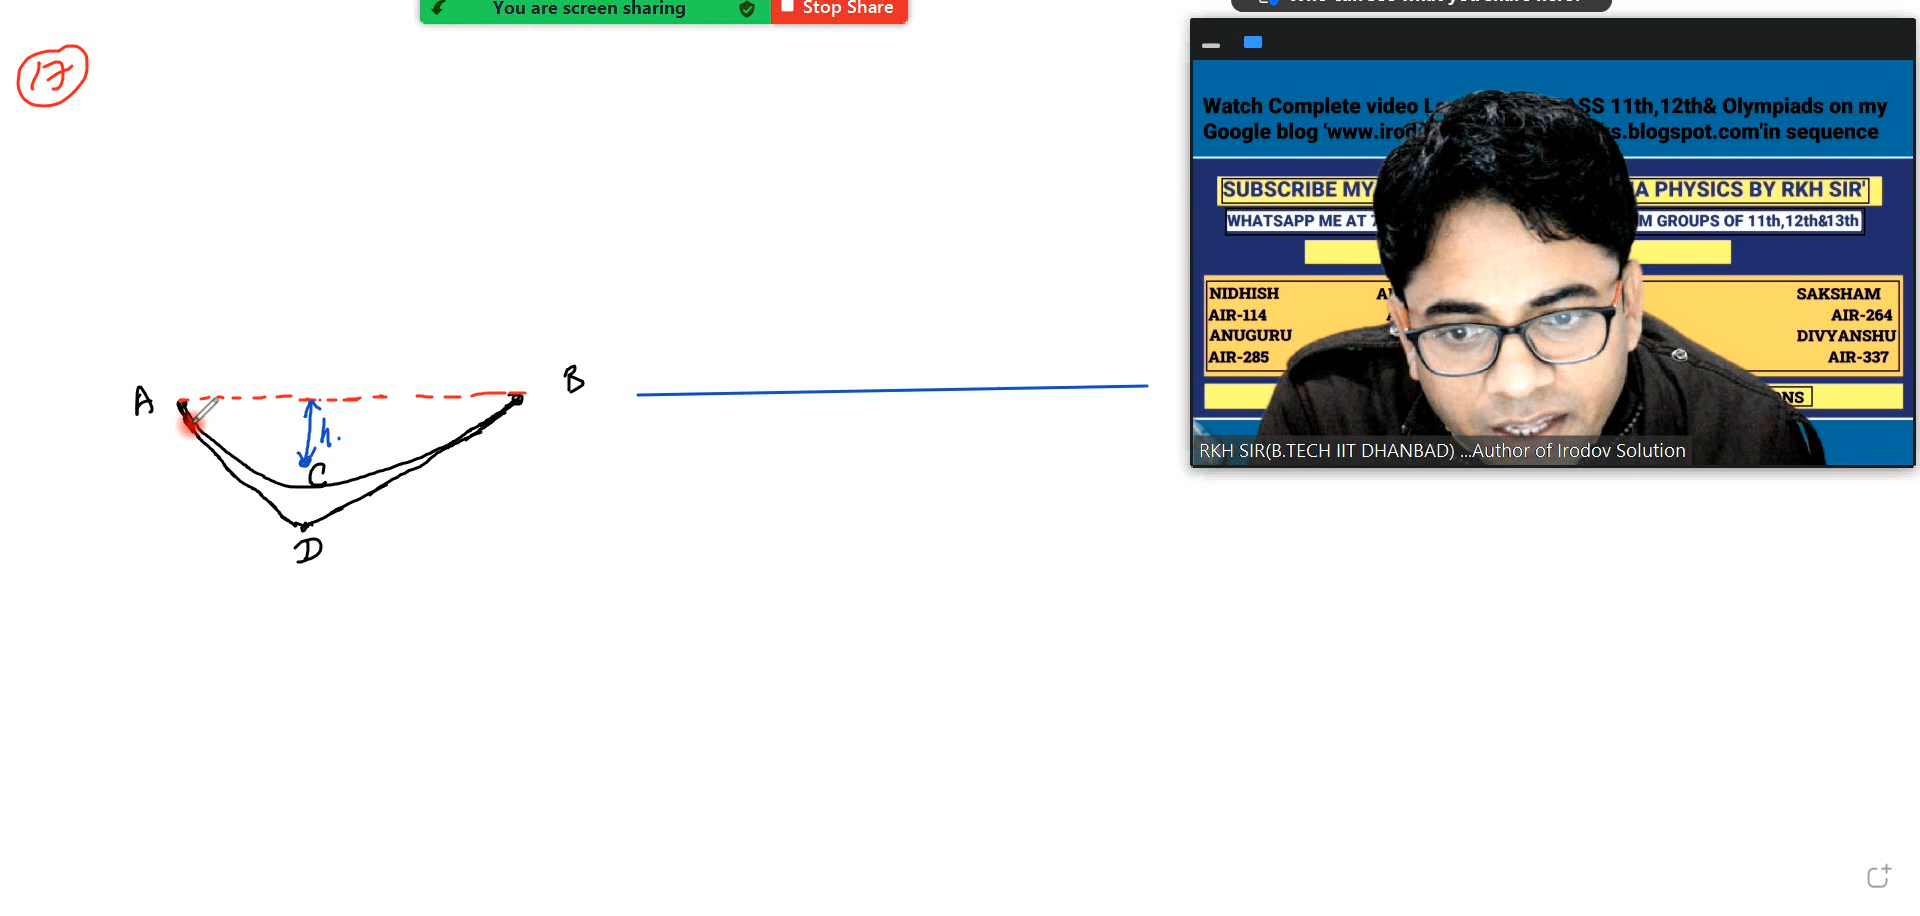 You are screen sharing
Stop Share
17
Watch Complete video ASS 11th,12th& Olympiads on my
Google blog 'www.irod s.blogspot.com'in sequence
SUBSCRIBE MY A PHYSICS BY RKH SIR'
WHATSAPP ME AT M GROUPS OF 11th,12th&13th
NIDHISH SAKSHAM
AIR-114 AIR-264
ANUGURU DIVYANSHU
AIR-285 AIR-337
NS
RKH SIR(B.TECH IIT DHANBAD) ...Author of Irodov Solution
A B
h.
C
D